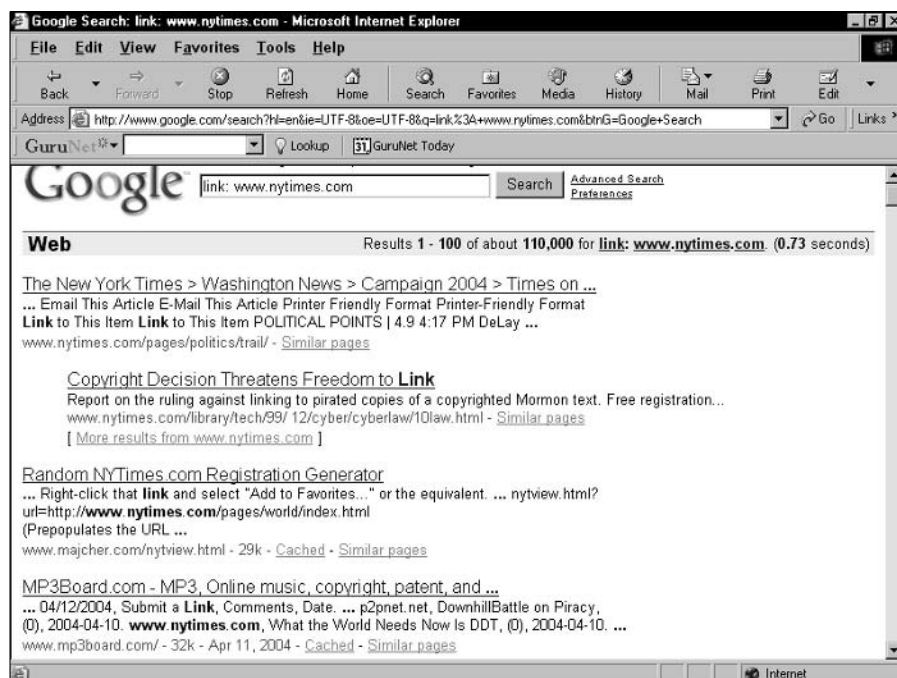 Google Search: link: www.nytimes.com - Microsoft Internet Explorer
File Edit View Favorites Tools Help
Back Forward Stop Refresh Home Search Favorites Media History Mail Print Edit
Address http://www.google.com/search?hl=en&ie=UTF-8&oe=UTF-8&q=link%3A+www.nytimes.com&btnG=Google+Search Go Links »
GuruNet Lookup 31 GuruNet Today
Google link: www.nytimes.com Search Advanced Search
Preferences
Web Results 1 - 100 of about 110,000 for link: www.nytimes.com. (0.73 seconds)
The New York Times > Washington News > Campaign 2004 > Times on ...
... Email This Article E-Mail This Article Printer Friendly Format Printer-Friendly Format
Link to This Item Link to This Item POLITICAL POINTS | 4.9 4:17 PM DeLay ...
www.nytimes.com/pages/politics/trail/ - Similar pages
Copyright Decision Threatens Freedom to Link
Report on the ruling against linking to pirated copies of a copyrighted Mormon text. Free registration...
www.nytimes.com/library/tech/99/ 12/cyber/cyberlaw/10law.html - Similar pages
[ More results from www.nytimes.com ]
Random NYTimes.com Registration Generator
... Right-click that link and select "Add to Favorites..." or the equivalent. ... nytview.html?
url=http://www.nytimes.com/pages/world/index.html
(Prepopulates the URL ...
www.majcher.com/nytview.html - 29k - Cached - Similar pages
MP3Board.com - MP3, Online music, copyright, patent, and ...
... 04/12/2004, Submit a Link, Comments, Date. ... p2pnet.net, DownhillBattle on Piracy,
(0), 2004-04-10. www.nytimes.com, What the World Needs Now Is DDT, (0), 2004-04-10. ...
www.mp3board.com/ - 32k - Apr 11, 2004 - Cached - Similar pages
Internet